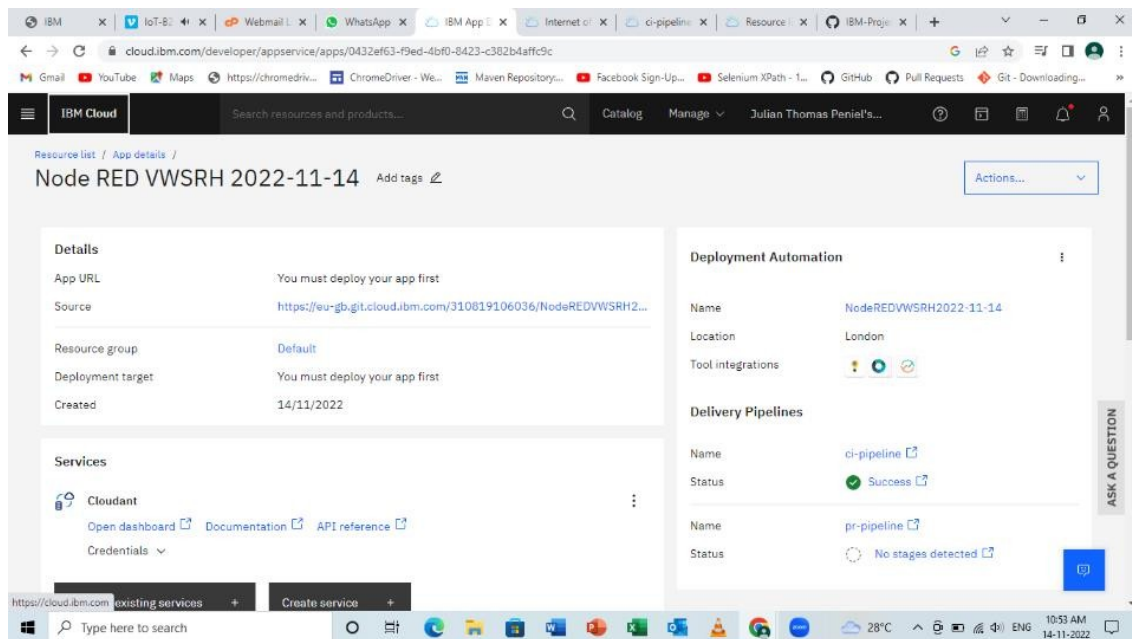 IBM
IoT-B2
Webmail L
WhatsApp
IBM App D
Internet of
ci-pipeline
Resource l
IBM-Proje
cloud.ibm.com/developer/appservice/apps/0432ef63-f9ed-4bf0-8423-c382b4affc9c
Gmail YouTube Maps https://chromedriv... ChromeDriver - We... Maven Repository:... Facebook Sign-Up... Selenium XPath - 1... GitHub Pull Requests Git - Downloading... »
IBM Cloud Search resources and products... Catalog Manage Julian Thomas Peniel's...
Resource list / App details /
Node RED VWSRH 2022-11-14 Add tags
Actions...
Details
App URL You must deploy your app first
Source https://eu-gb.git.cloud.ibm.com/310819106036/NodeREDVWSRH2...
Resource group Default
Deployment target You must deploy your app first
Created 14/11/2022
Services
Cloudant
Open dashboard Documentation API reference
Credentials
existing services + Create service +
https://cloud.ibm.com
Deployment Automation
Name NodeREDVWSRH2022-11-14
Location London
Tool integrations
Delivery Pipelines
Name ci-pipeline
Status Success
Name pr-pipeline
Status No stages detected
ASK A QUESTION
Type here to search
28°C ENG 10:53 AM
14-11-2022